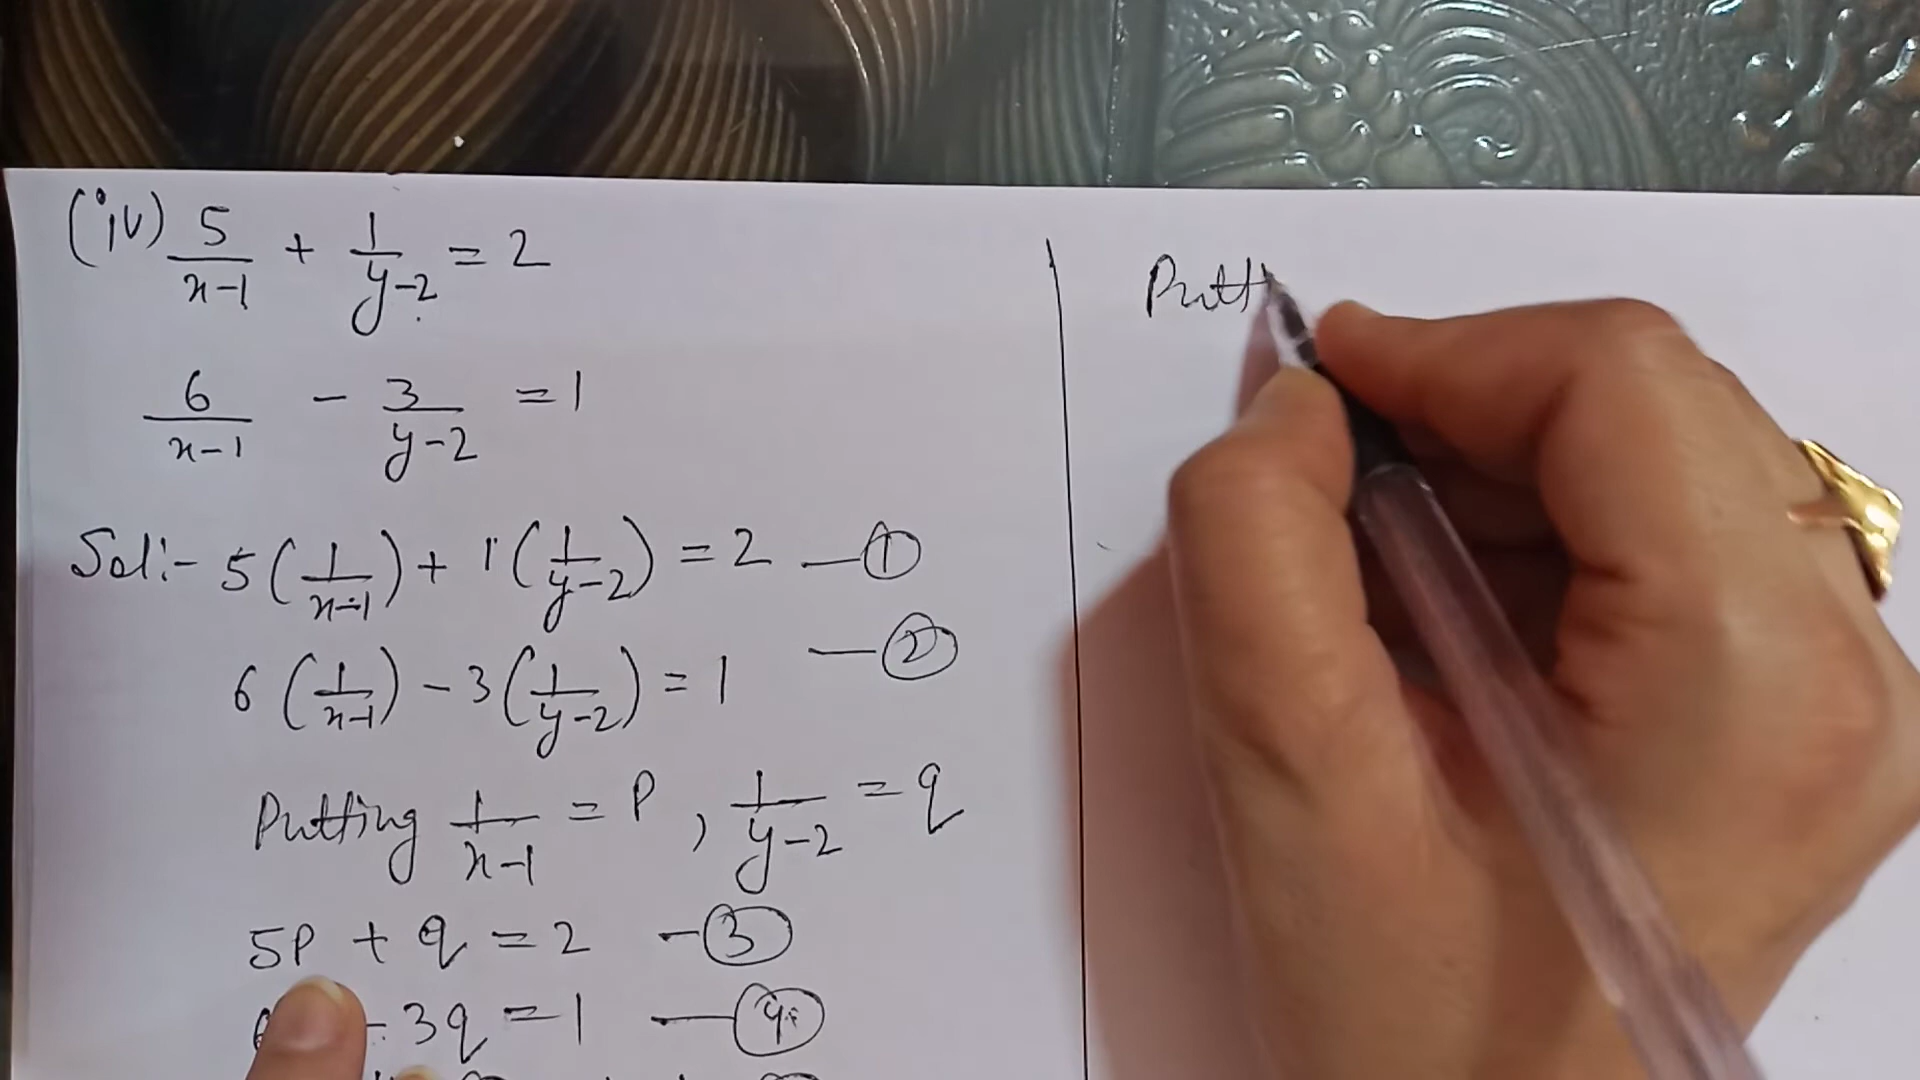 (iv) 5/x-1 + 1/y-2 = 2
6/x-1 - 3/y-2 = 1
Sol:- 5(1/x-1) + 1(1/y-2) = 2 —①
6(1/x-1) - 3(1/y-2) = 1 —②
Putting 1/x-1 = P, 1/y-2 = q
5P + q = 2 -③
- 3q = 1 —④
Putt